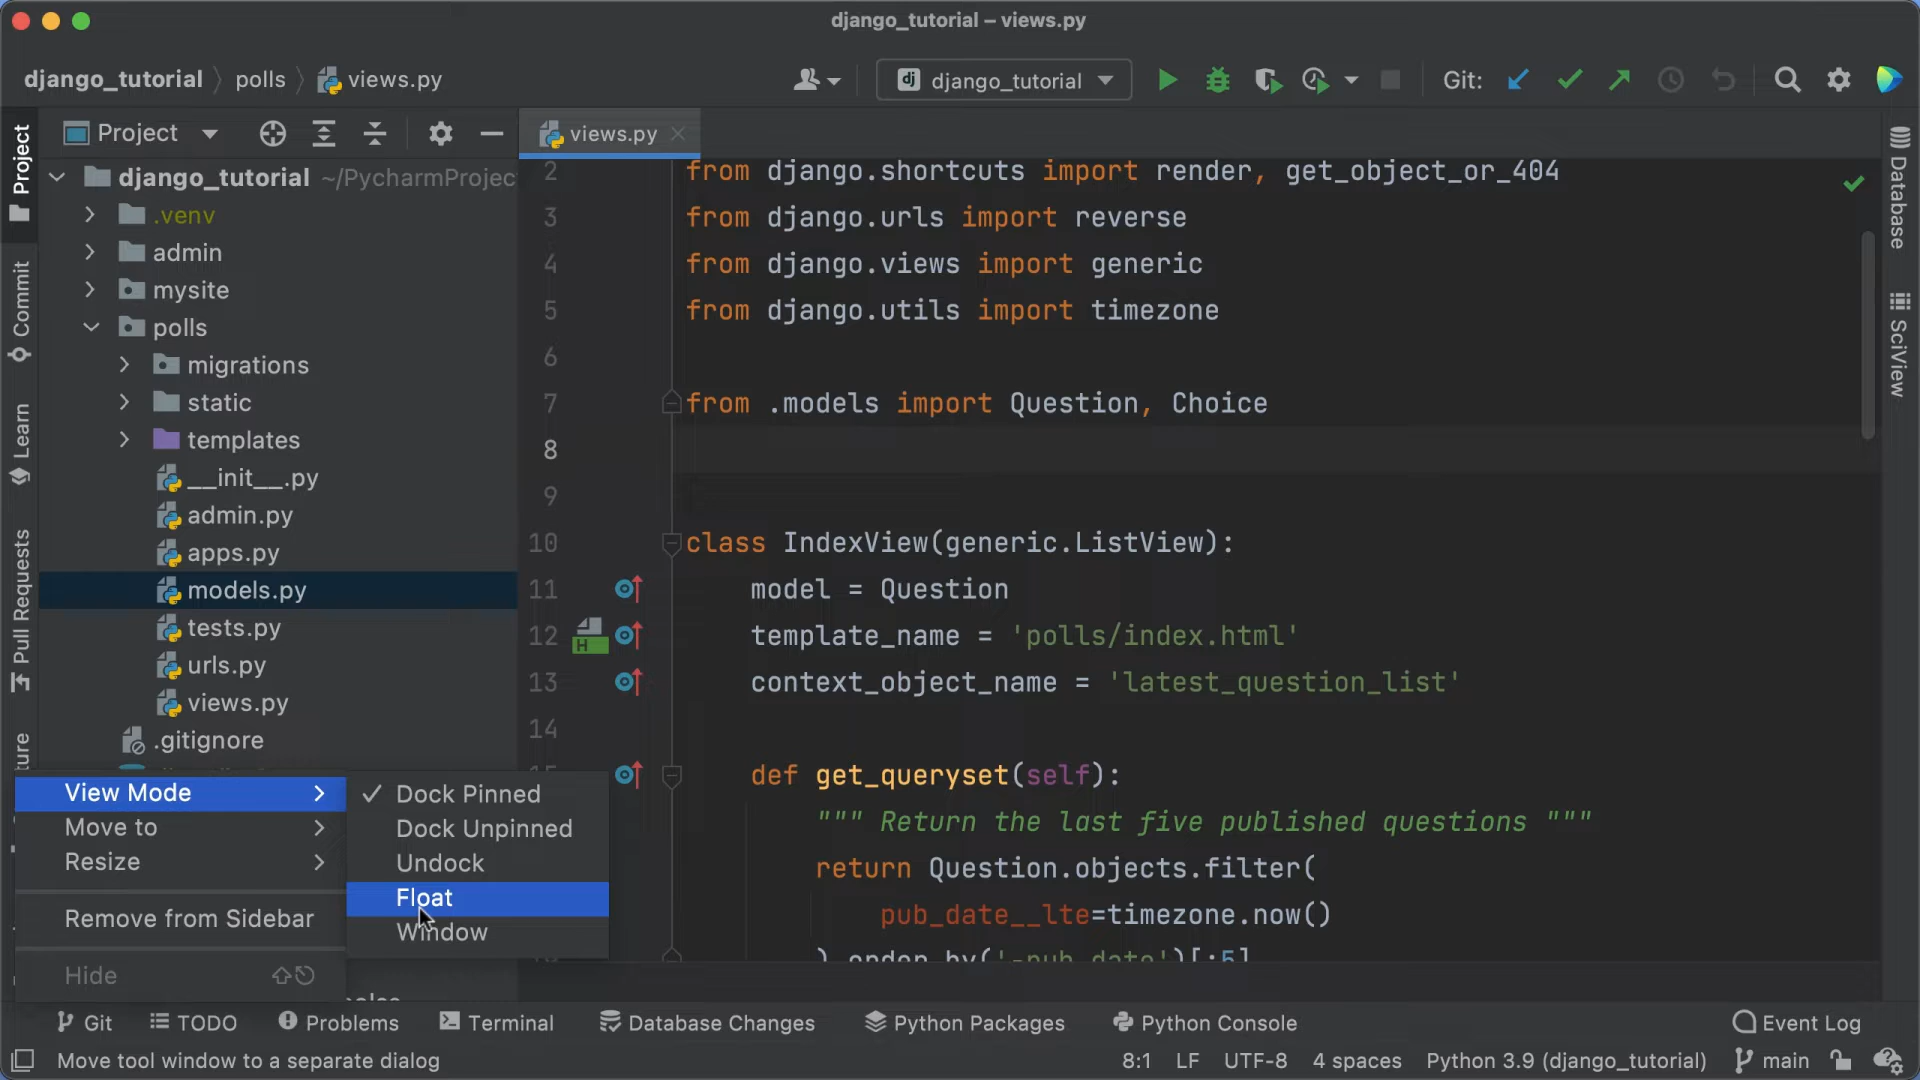 django_tutorial – views.py
django_tutorial polls views.py
django_tutorial
Git:
Project
views.py
Project
Commit
Learn
Pull Requests
django_tutorial ~/PycharmProjec
.venv
admin
mysite
polls
migrations
static
templates
__init__.py
admin.py
apps.py
models.py
tests.py
urls.py
views.py
.gitignore
2 from django.shortcuts import render, get_object_or_404
3 from django.urls import reverse
4 from django.views import generic
5 from django.utils import timezone
6
7 from .models import Question, Choice
8
9
10 class IndexView(generic.ListView):
11 model = Question
12 template_name = 'polls/index.html'
13 context_object_name = 'latest_question_list'
14
def get_queryset(self):
""" Return the last five published questions """
return Question.objects.filter(
pub_date__lte=timezone.now()
).order_by('-pub_date')[:5]
Database
SciView
View Mode
Move to
Resize
Remove from Sidebar
Hide
Dock Pinned
Dock Unpinned
Undock
Float
Window
Git TODO Problems Terminal Database Changes Python Packages Python Console Event Log
Move tool window to a separate dialog
8:1 LF UTF-8 4 spaces Python 3.9 (django_tutorial) main